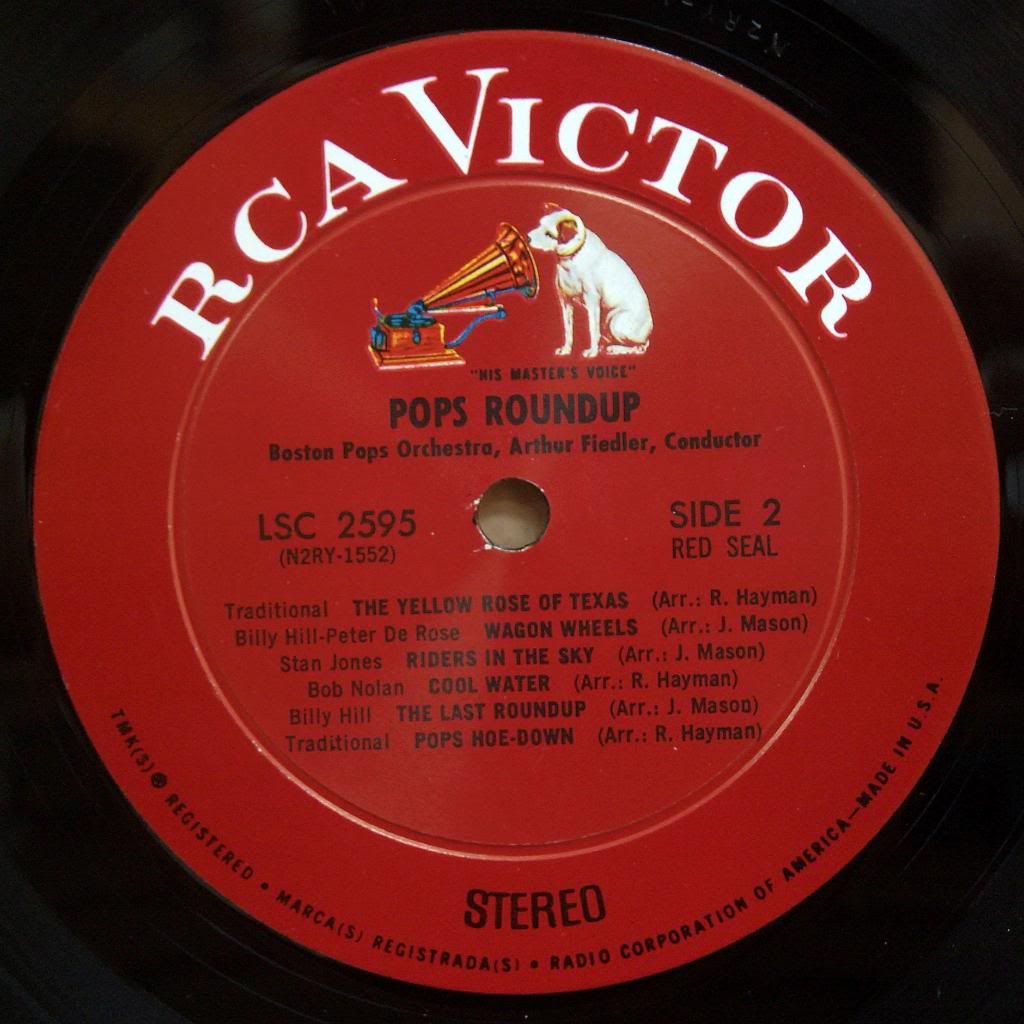 N2RY-
RCA VICTOR
"HIS MASTER'S VOICE"
POPS ROUNDUP
Boston Pops Orchestra, Arthur Fiedler, Conductor
LSC 2595
(N2RY-1552)
SIDE 2
RED SEAL
Traditional THE YELLOW ROSE OF TEXAS (Arr.: R. Hayman)
Billy Hill-Peter De Rose WAGON WHEELS (Arr.: J. Mason)
Stan Jones RIDERS IN THE SKY (Arr.: J. Mason)
Bob Nolan COOL WATER (Arr.: R. Hayman)
Billy Hill THE LAST ROUNDUP (Arr.: J. Mason)
Traditional POPS HOE-DOWN (Arr.: R. Hayman)
STEREO
TMK(S) ® REGISTERED • MARCA(S) REGISTRADA(S) • RADIO CORPORATION OF AMERICA—MADE IN U.S.A.